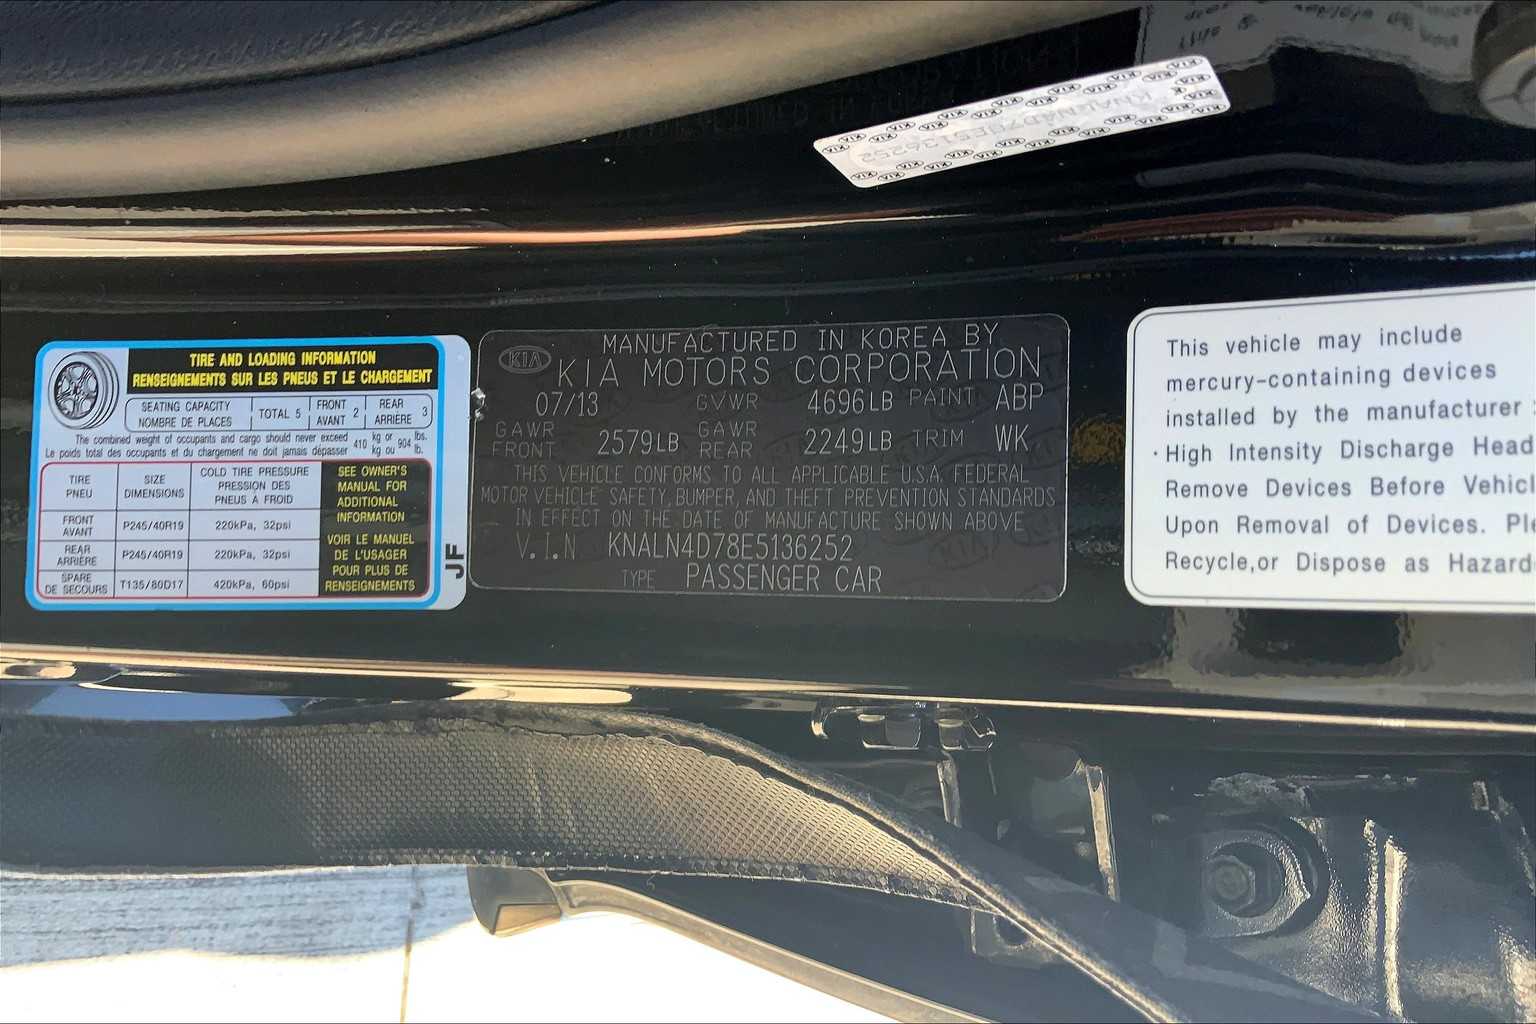 KNALN4D78E5136252
TIRE AND LOADING INFORMATION
RENSEIGNEMENTS SUR LES PNEUS ET LE CHARGEMENT
SEATING CAPACITY
NOMBRE DE PLACES
TOTAL 5
FRONT
AVANT 2
REAR
ARRIÈRE 3
The combined weight of occupants and cargo should never exceed
Le poids total des occupants et du chargement ne doit jamais dépasser
410 kg or 904 lbs.
kg ou lb.
TIRE
PNEU
SIZE
DIMENSIONS
COLD TIRE PRESSURE
PRESSION DES
PNEUS À FROID
FRONT
AVANT
P245/40R19
220kPa, 32psi
REAR
ARRIÈRE
P245/40R19
220kPa, 32psi
SPARE
DE SECOURS
T135/80D17
420kPa, 60psi
SEE OWNER'S
MANUAL FOR
ADDITIONAL
INFORMATION
VOIR LE MANUEL
DE L'USAGER
POUR PLUS DE
RENSEIGNEMENTS
JF
KIA
MANUFACTURED IN KOREA BY
KIA MOTORS CORPORATION
07/13 GVWR 4696LB PAINT ABP
GAWR FRONT 2579LB GAWR REAR 2249LB TRIM WK
THIS VEHICLE CONFORMS TO ALL APPLICABLE U.S.A. FEDERAL
MOTOR VEHICLE SAFETY, BUMPER, AND THEFT PREVENTION STANDARDS
IN EFFECT ON THE DATE OF MANUFACTURE SHOWN ABOVE
V.I.N KNALN4D78E5136252
TYPE PASSENGER CAR
This vehicle may include
mercury-containing devices
installed by the manufacturer
· High Intensity Discharge Head
Remove Devices Before Vehicl
Upon Removal of Devices. Pl
Recycle,or Dispose as Hazard